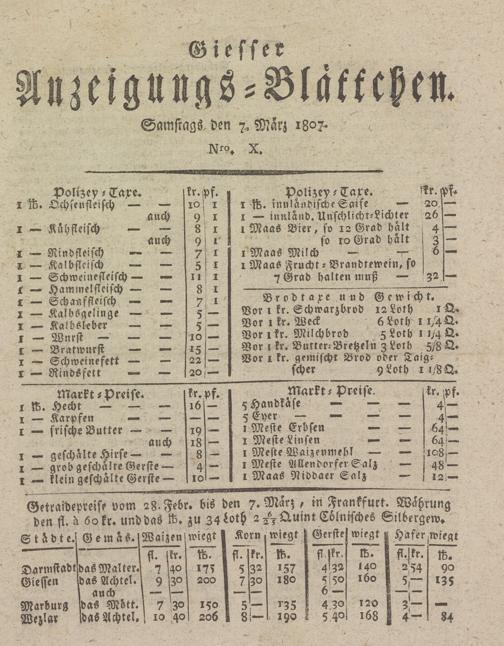 Giesser
Anzeigungs-Blättchen.
Samstags den 7. März 1807.
Nro. X.
Polizey-Taxe. kr. pf.
1 ℔. Ochsenfleisch — — 10 1
auch 9 1
1 — Kühfleisch — — 8 1
auch 9 1
1 — Rindfleisch — — 7 1
1 — Kalbfleisch — — 5 1
1 — Schweinefleisch — — 11 1
1 — Hammelfleisch — — 8 1
1 — Schaaffleisch — — 7 1
1 — Kalbsgelinge — — 5 —
1 — Kalbsleber — — 5 —
1 — Wurst — — 10 —
1 — Bratwurst — — 15 —
1 — Schweinefett — — 22 —
1 — Rindsfett — — 20 —
Polizey-Taxe. kr. pf.
1 ℔. innländische Saife — 20 —
1 — innländ. Unschlicht-Lichter 26 —
1 Maas Bier, so 12 Grad hält 4 —
so 10 Grad hält 3 —
1 Maas Milch — — 6 —
1 Maas Frucht-Brandtewein, so
7 Grad halten muß — 32 —
Brodtaxe und Gewicht.
Vor 1 kr. Schwarzbrod 12 Loth 1 Q.
Vor 1 kr. Weck 6 Loth 1 1/4 Q.
Vor 1 kr. Milchbrod 5 Loth 1 1/4 Q.
Vor 1 kr. Butter-Bretzeln 3 Loth 5/8 Q.
Vor 1 kr. gemischt Brod oder Taig-
scher 9 Loth 1 1/8 Q.
Markt-Preise. kr. pf.
1 ℔. Hecht — — 16 —
1 — Karpfen — —
1 — frische Butter — — 19 —
auch 18 —
1 — geschälte Hirse — — 8 —
1 — grob geschälte Gerste — 4 —
1 — klein geschälte Gerste — 10 —
Markt-Preise. kr. pf.
5 Handkäse — — — 4 —
5 Eyer — — — 4 —
1 Meste Erbsen — — 64 —
1 Meste Linsen — — 64 —
1 Meste Waizenmehl — — 108 —
1 Meste Allendorfer Salz — 48 —
1 Maas Niddaer Salz — 12 —
Getraidepreise vom 28. Febr. bis den 7. März, in Frankfurt. Währung
den fl. à 60 kr. und das ℔. zu 34 Loth 2 Quint Cölnisches Silbergew.
Städte. Gemäs. Waizen wiegt Korn wiegt Gerste wiegt Hafer wiegt
fl. kr. ℔. fl. kr. ℔. fl. kr. ℔. fl. kr. ℔.
Darmstadt das Malter. 7 40 175 5 32 157 4 32 140 2 54 90
Giessen das Achtel. 9 30 200 7 30 180 5 50 160 5 — 135
auch — 6 —
Marburg das Mött. 7 30 150 5 — 135 4 30 120 3 —
Wezlar das Achtel. 10 40 206 8 — 190 5 40 168 4 — 84